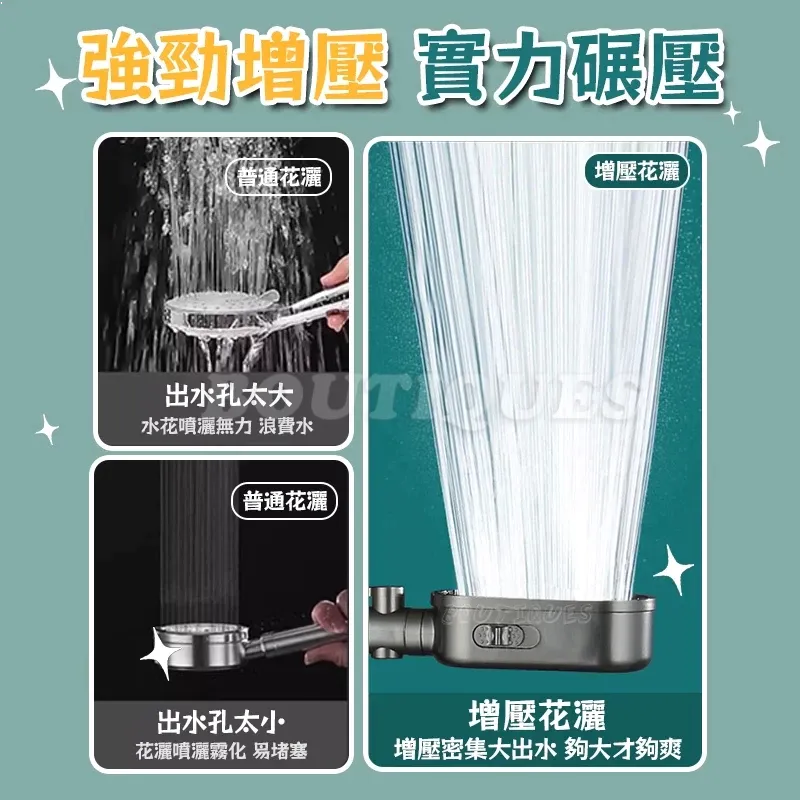 強勁增壓 實力碾壓
普通花灑
出水孔太大
水花噴灑無力 浪費水
普通花灑
出水孔太小
花灑噴灑霧化 易堵塞
增壓花灑
BOUTIQUES
BOUTIQUES
增壓花灑
增壓密集大出水 夠大才夠爽